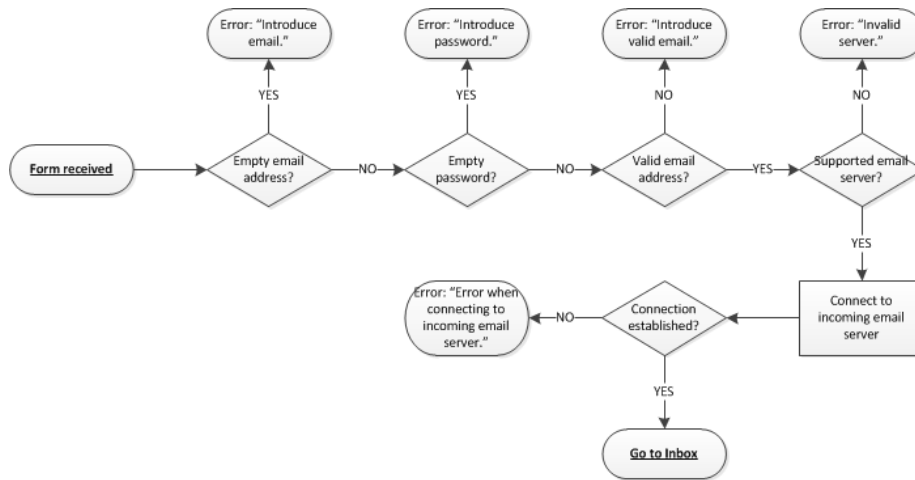 Error: “Introduce
email.”
Error: “Introduce
password.”
Error: “Introduce
valid email.”
Error: “Invalid
server.”
YES
YES
NO
NO
Form received
Empty email
address?
NO
Empty
password?
NO
Valid email
address?
YES
Supported email
server?
YES
Error: “Error when
connecting to
incoming email
server.”
NO
Connection
established?
Connect to
incoming email
server
YES
Go to Inbox